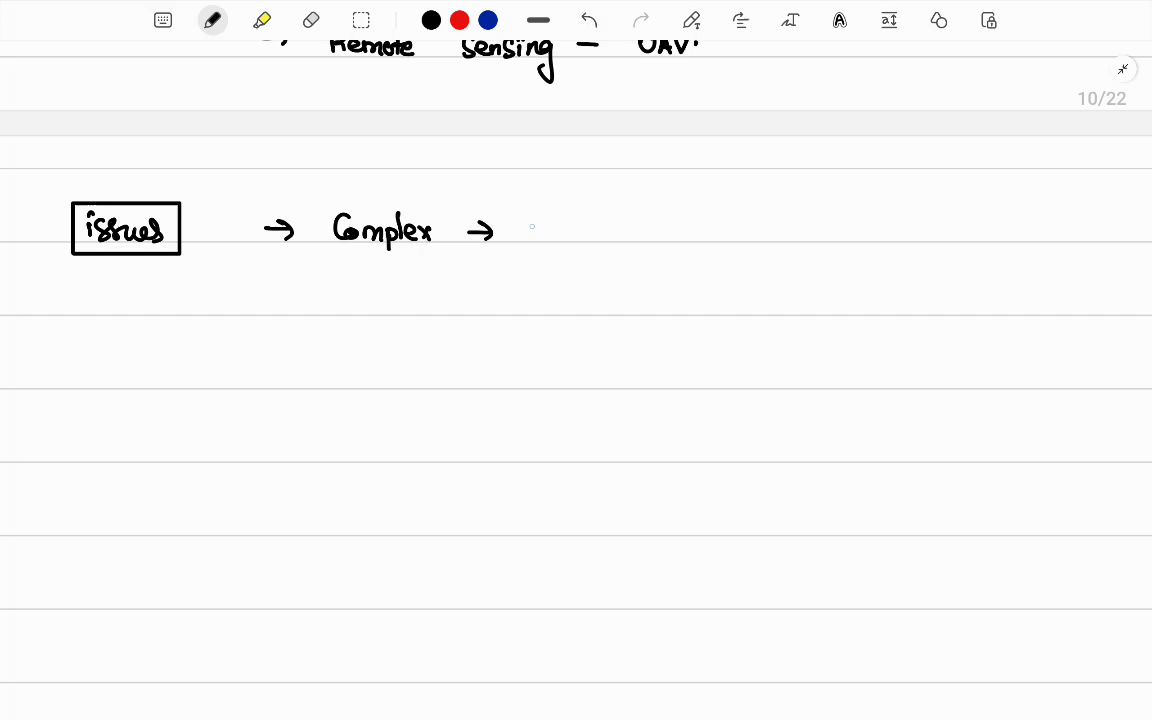 → Remote Sensing - UAV.
10/22
issues → Complex →